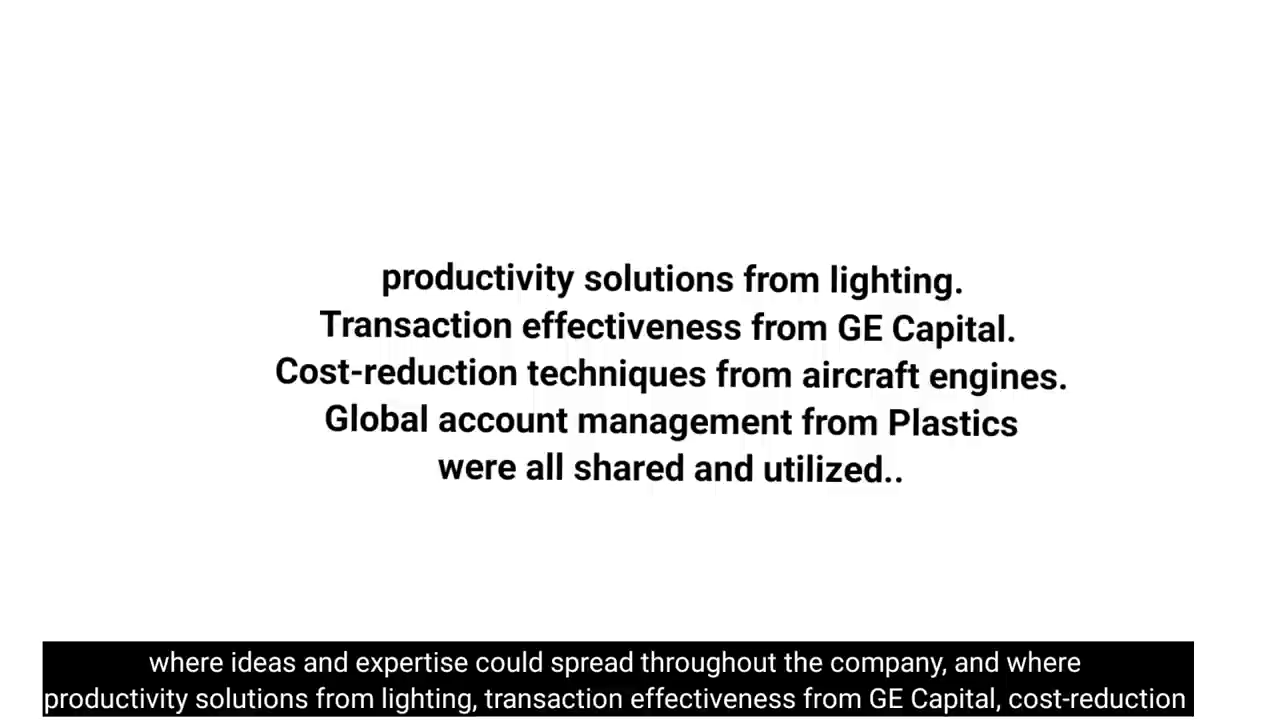 productivity solutions from lighting.
Transaction effectiveness from GE Capital.
Cost-reduction techniques from aircraft engines.
Global account management from Plastics
were all shared and utilized..
where ideas and expertise could spread throughout the company, and where
productivity solutions from lighting, transaction effectiveness from GE Capital, cost-reduction